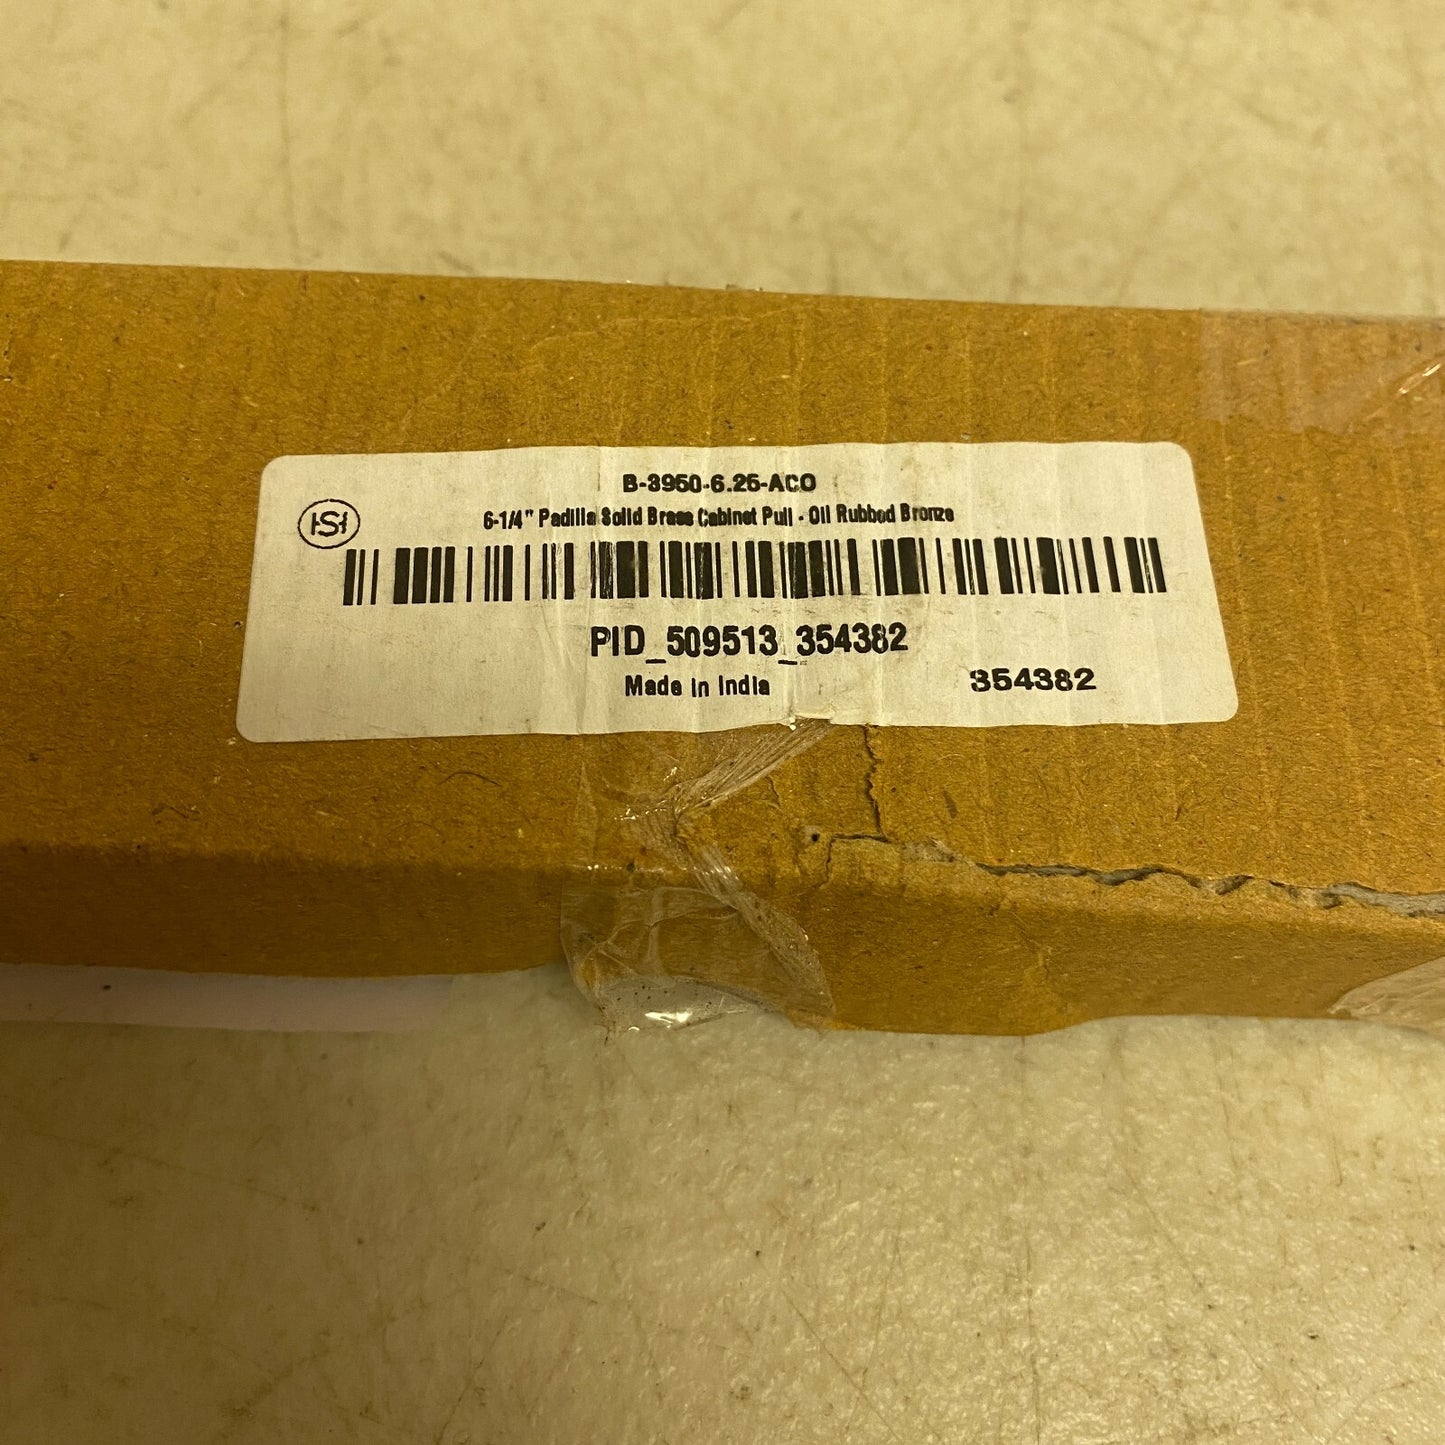 B-3950-6.25-ACO
HSH
6-1/4" Padilla Solid Brass Cabinet Pull - Oil Rubbed Bronze
PID_509513_354382
Made in India
354382